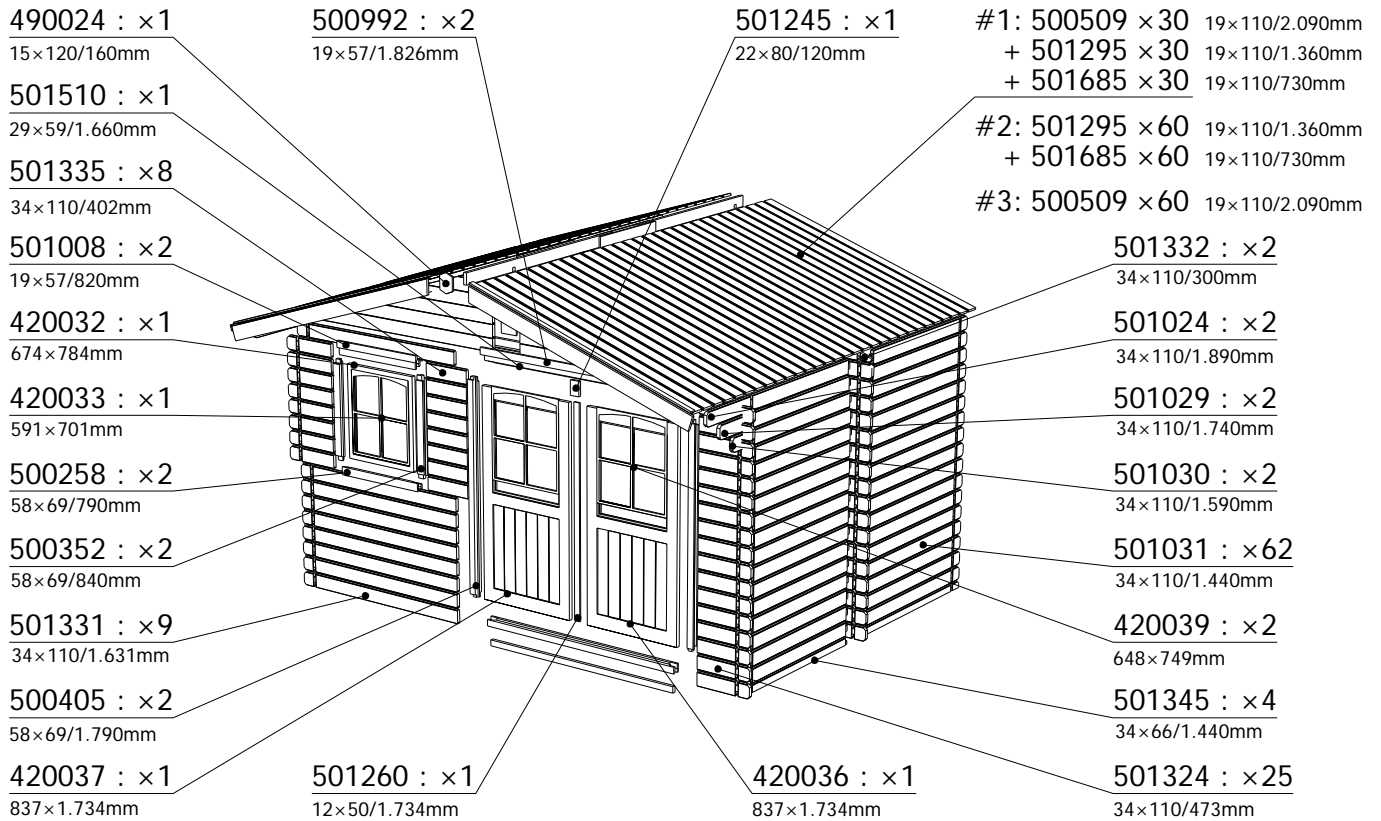 490024 : ×1
15×120/160mm
500992 : ×2
19×57/1.826mm
501245 : ×1
22×80/120mm
#1: 500509 ×30 19×110/2.090mm
+ 501295 ×30 19×110/1.360mm
+ 501685 ×30 19×110/730mm
#2: 501295 ×60 19×110/1.360mm
+ 501685 ×60 19×110/730mm
#3: 500509 ×60 19×110/2.090mm
501510 : ×1
29×59/1.660mm
501335 : ×8
34×110/402mm
501008 : ×2
19×57/820mm
420032 : ×1
674×784mm
420033 : ×1
591×701mm
500258 : ×2
58×69/790mm
500352 : ×2
58×69/840mm
501331 : ×9
34×110/1.631mm
500405 : ×2
58×69/1.790mm
420037 : ×1
837×1.734mm
501260 : ×1
12×50/1.734mm
420036 : ×1
837×1.734mm
501332 : ×2
34×110/300mm
501024 : ×2
34×110/1.890mm
501029 : ×2
34×110/1.740mm
501030 : ×2
34×110/1.590mm
501031 : ×62
34×110/1.440mm
420039 : ×2
648×749mm
501345 : ×4
34×66/1.440mm
501324 : ×25
34×110/473mm